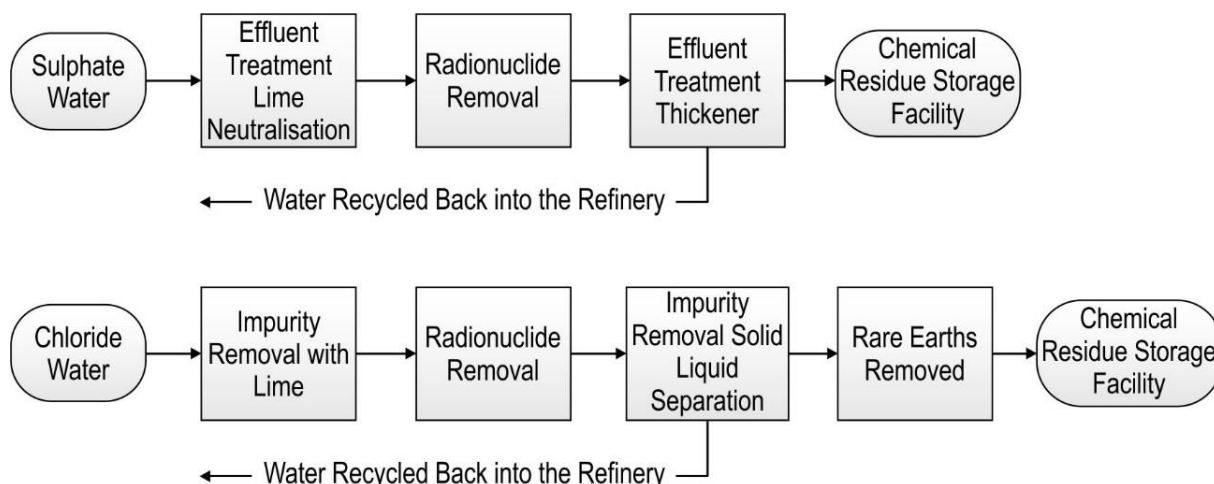 Sulphate
Water
Effluent
Treatment
Lime
Neutralisation
Radionuclide
Removal
Effluent
Treatment
Thickener
Chemical
Residue Storage
Facility
Water Recycled Back into the Refinery
Chloride
Water
Impurity
Removal with
Lime
Radionuclide
Removal
Impurity
Removal Solid
Liquid
Separation
Rare Earths
Removed
Chemical
Residue Storage
Facility
Water Recycled Back into the Refinery